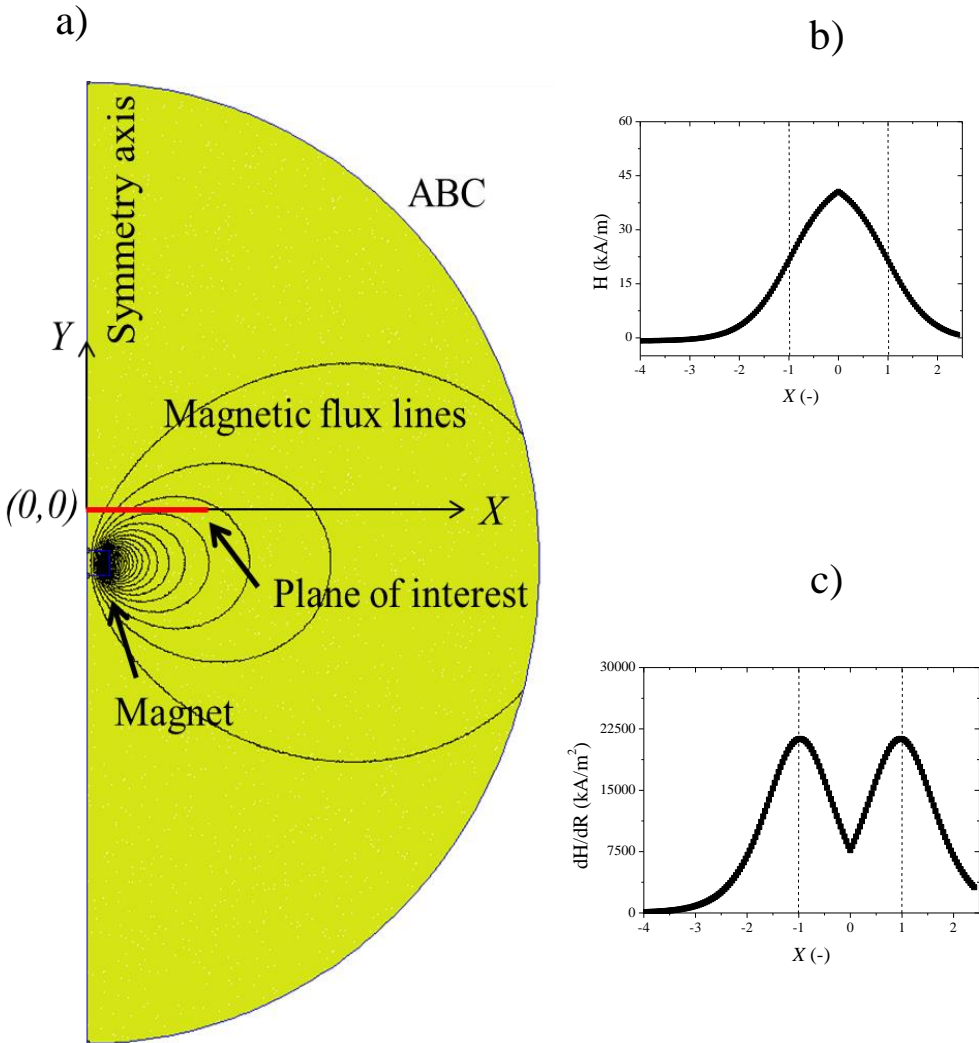 a)
Symmetry axis
ABC
Y
Magnetic flux lines
(0,0)
X
Plane of interest
Magnet
b)
60
45
30
15
0
H (kA/m)
-4 -3 -2 -1 0 1 2
X (-)
c)
30000
22500
15000
7500
0
dH/dR (kA/m²)
-4 -3 -2 -1 0 1 2
X (-)